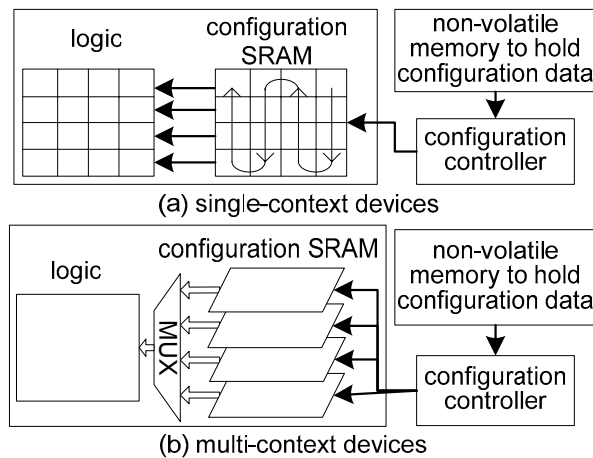 logic
configuration
SRAM
non-volatile
memory to hold
configuration data
configuration
controller
(a) single-context devices
logic
configuration SRAM
MUX
non-volatile
memory to hold
configuration data
configuration
controller
(b) multi-context devices